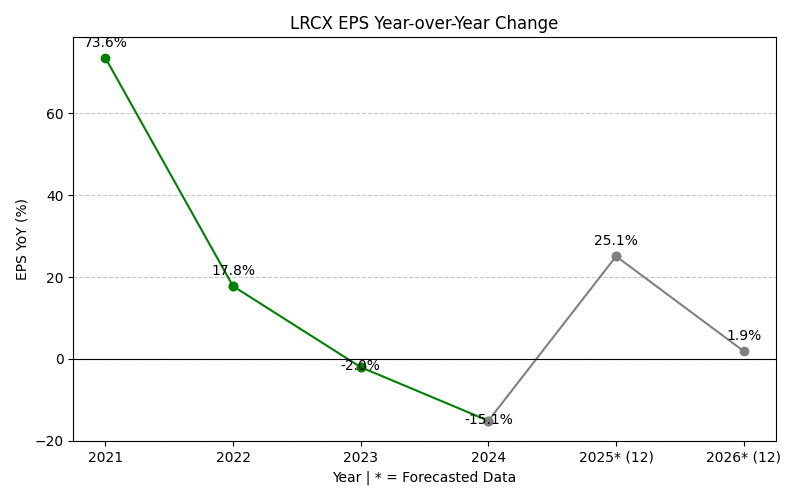 LRCX EPS Year-over-Year Change
73.6%
17.8%
-2.0%
-15.1%
25.1%
1.9%
EPS YoY (%)
60
40
20
0
−20
2021 2022 2023 2024 2025* (12) 2026* (12)
Year | * = Forecasted Data